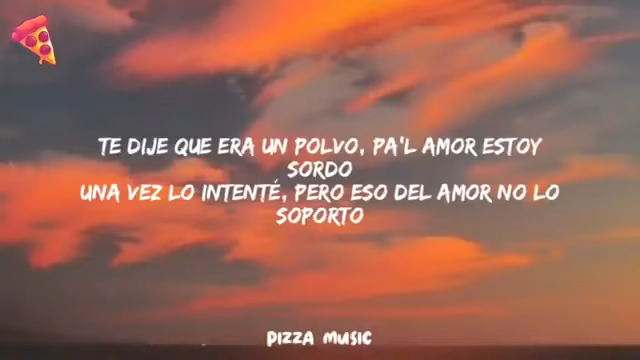 TE DIJE QUE ERA UN POLVO, PA'L AMOR ESTOY
SORDO
UNA VEZ LO INTENTÉ, PERO ESO DEL AMOR NO LO
SOPORTO
PIZZA MUSIC